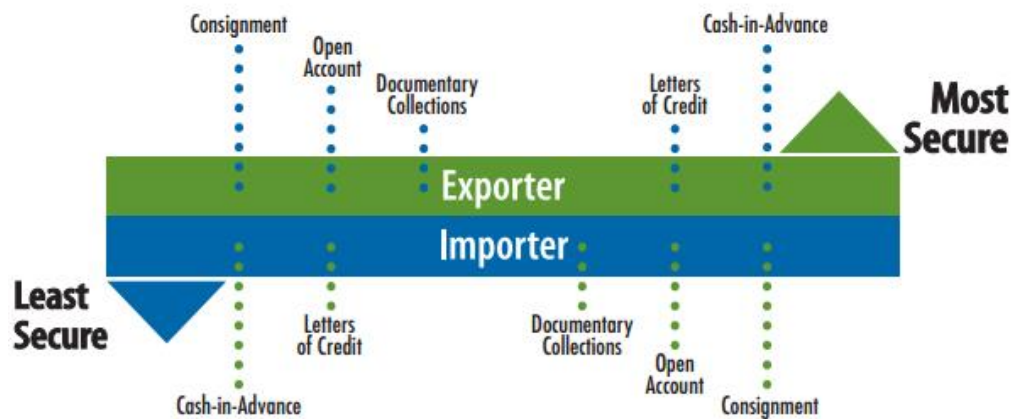 Consignment
Open
Account
Documentary
Collections
Letters
of Credit
Cash-in-Advance
Most
Secure
Exporter
Importer
Least
Secure
Cash-in-Advance
Letters
of Credit
Documentary
Collections
Open
Account
Consignment